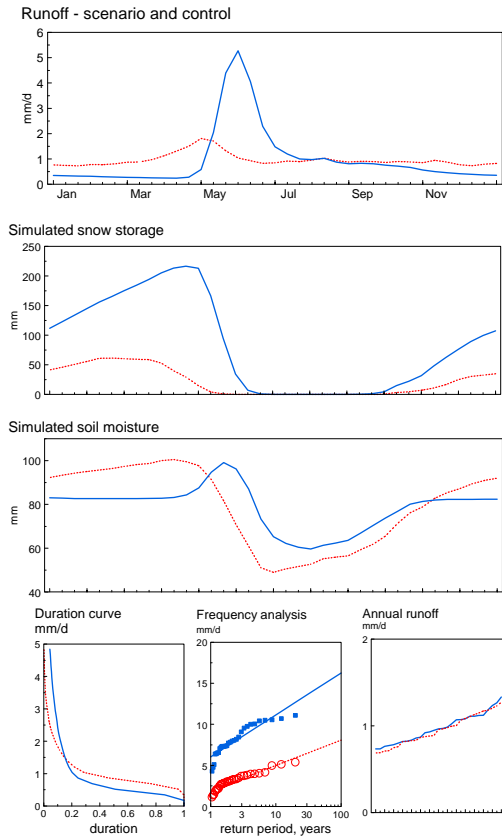 Runoff - scenario and control
6
5
4
3
2
1
0
mm/d
Jan Mar May Jul Sep Nov
Simulated snow storage
250
200
150
100
50
0
mm
Simulated soil moisture
100
80
60
40
mm
Duration curve
mm/d
5
4
3
2
1
0
0 0.2 0.4 0.6 0.8 1
duration
Frequency analysis
mm/d
20
15
10
5
0
1 3 10 30 100
return period, years
Annual runoff
mm/d
2
1
0